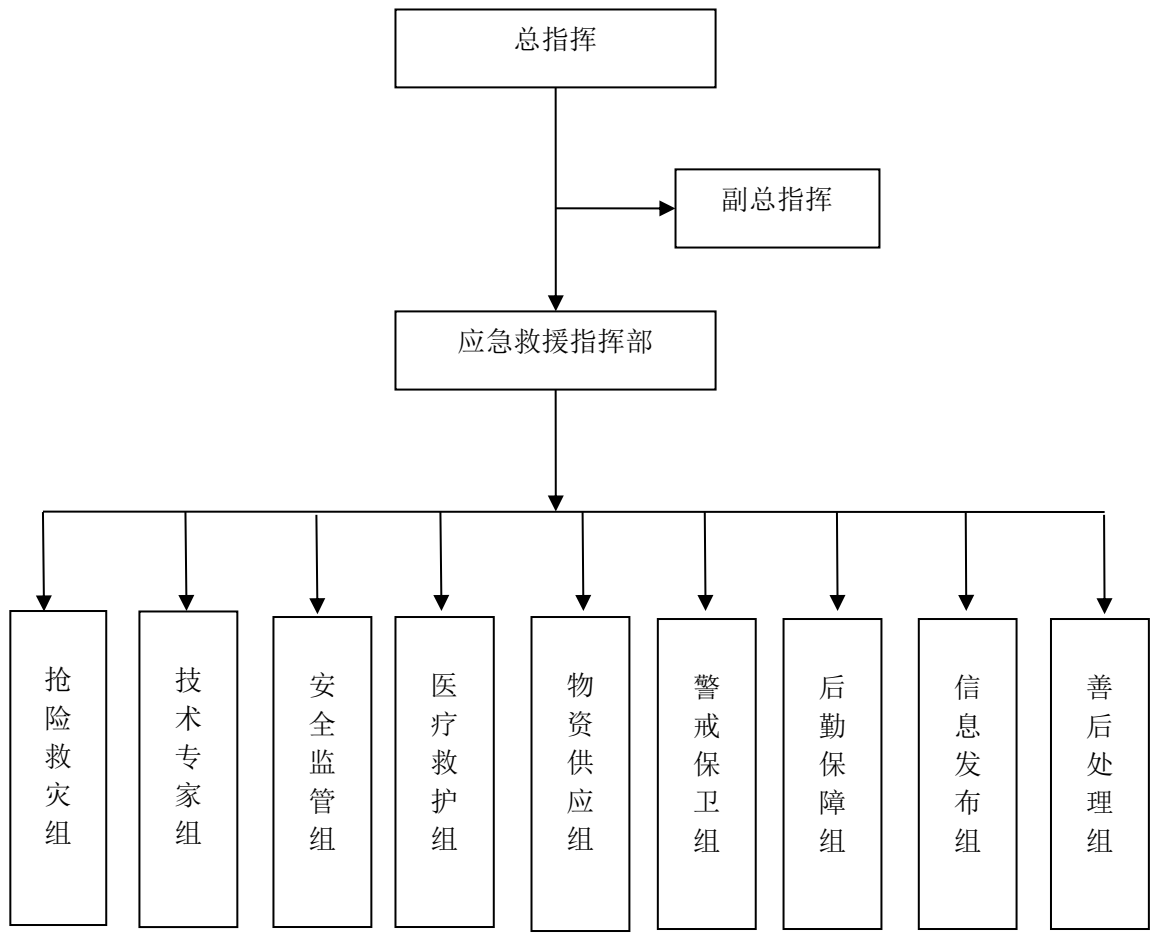 总指挥
副总指挥
应急救援指挥部
抢险救灾组
技术专家组
安全监管组
医疗救护组
物资供应组
警戒保卫组
后勤保障组
信息发布组
善后处理组